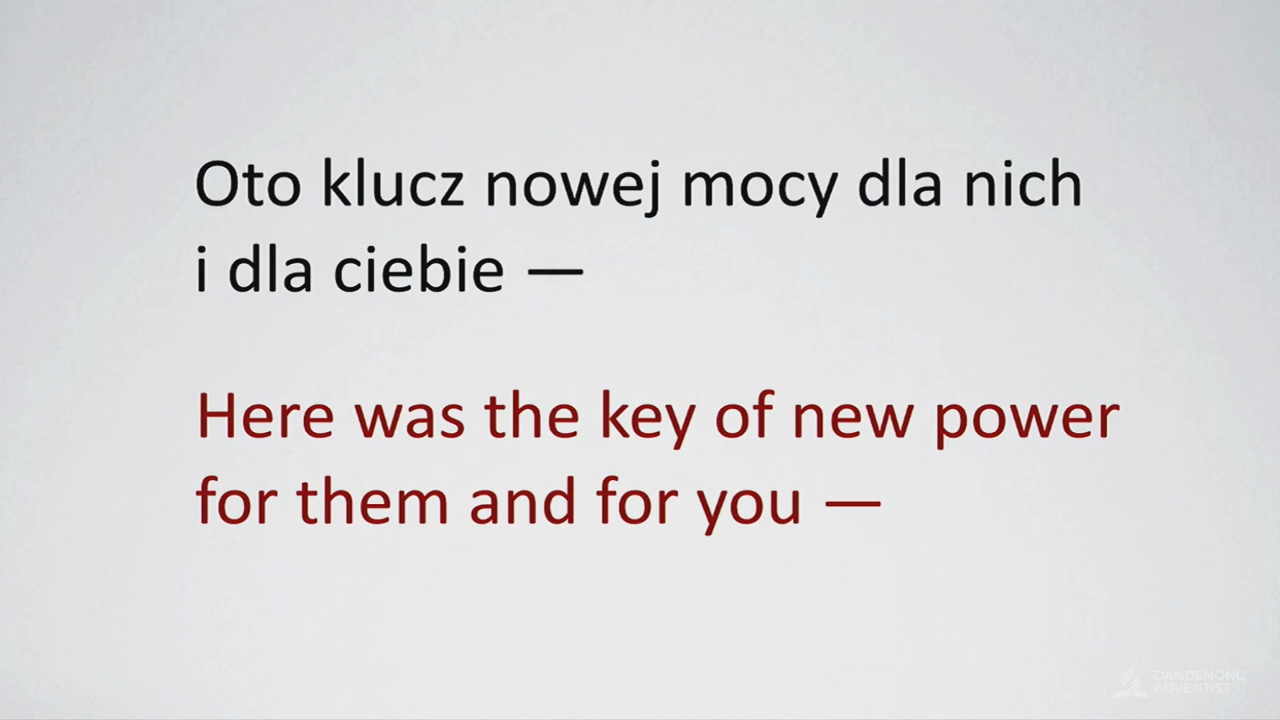 Oto klucz nowej mocy dla nich
i dla ciebie —
Here was the key of new power
for them and for you —
DANDENONG
ADVENTIST